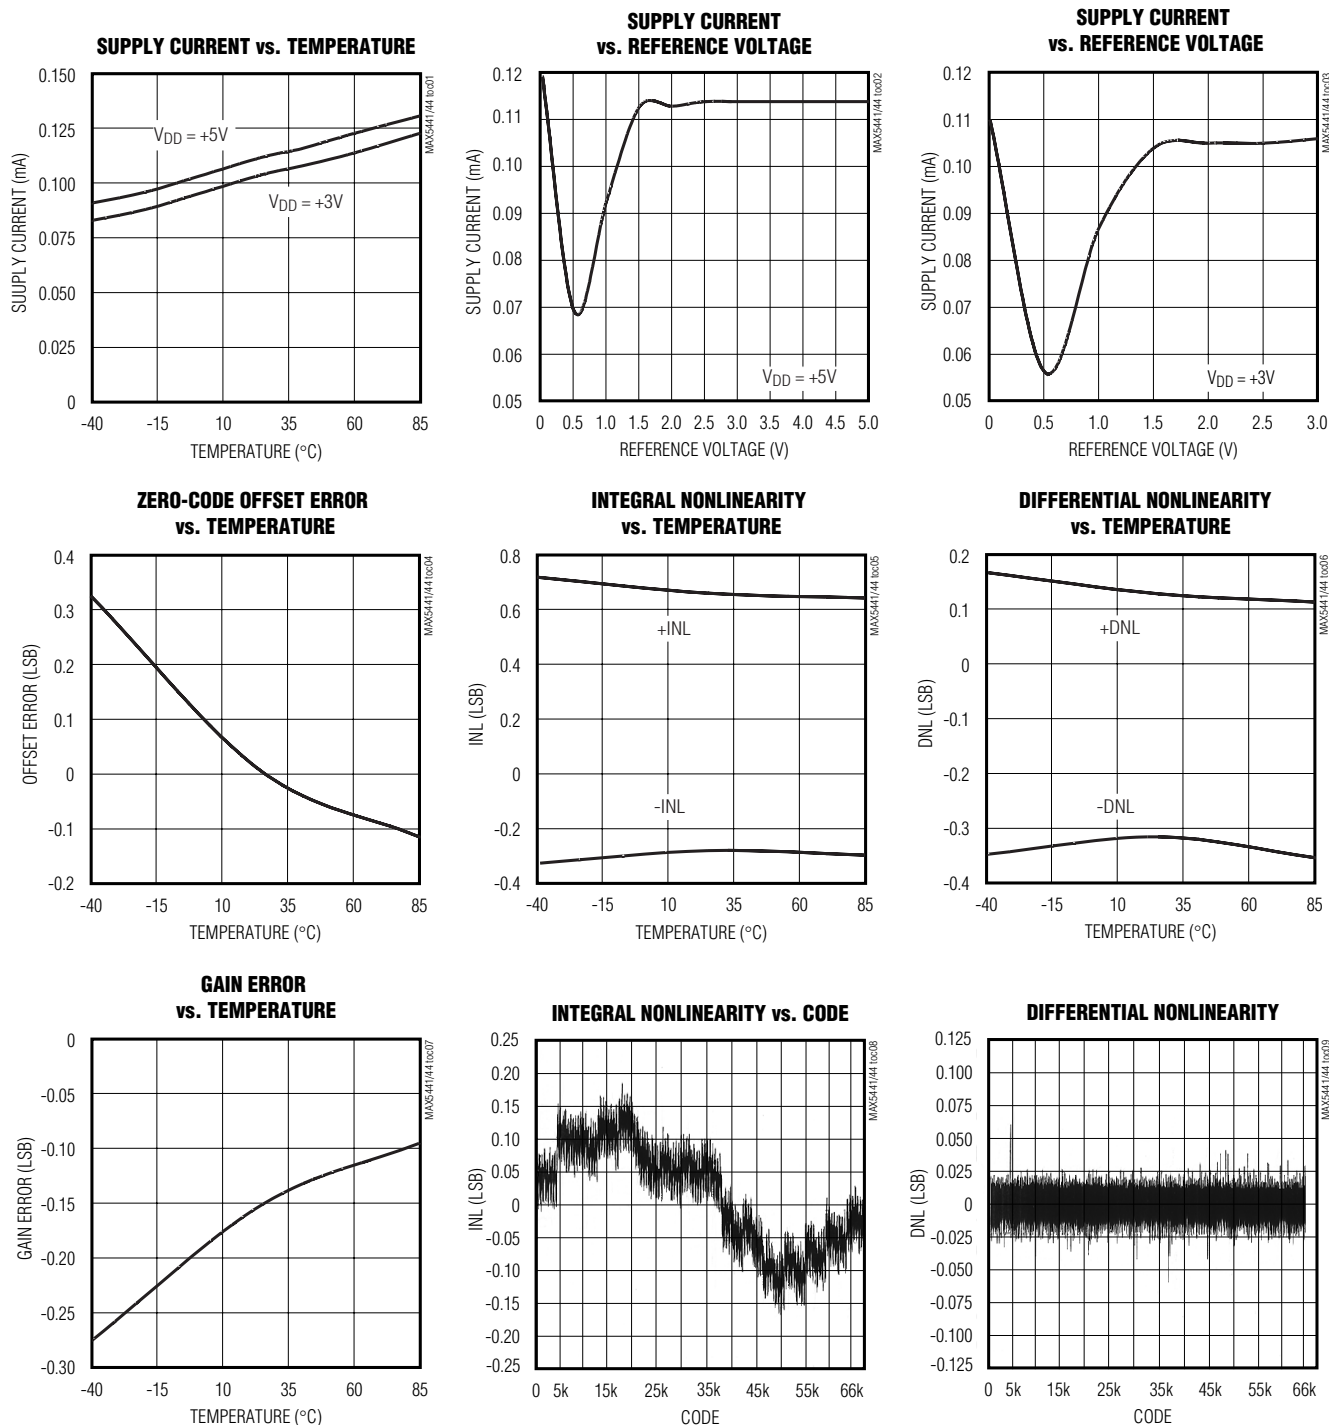 SUPPLY CURRENT vs. TEMPERATURE
0.150
0.125
0.100
0.075
0.050
0.025
0
SUUPLY CURRENT (mA)
VDD = +5V
VDD = +3V
-40 -15 10 35 60 85
TEMPERATURE (°C)
MAX5441/44 toc01
SUPPLY CURRENT
vs. REFERENCE VOLTAGE
0.12
0.11
0.10
0.09
0.08
0.07
0.06
0.05
SUPPLY CURRENT (mA)
VDD = +5V
0 0.5 1.0 1.5 2.0 2.5 3.0 3.5 4.0 4.5 5.0
REFERENCE VOLTAGE (V)
MAX5441/44 toc02
SUPPLY CURRENT
vs. REFERENCE VOLTAGE
0.12
0.11
0.10
0.09
0.08
0.07
0.06
0.05
SUPPLY CURRENT (mA)
VDD = +3V
0 0.5 1.0 1.5 2.0 2.5 3.0
REFERENCE VOLTAGE (V)
MAX5441/44 toc03
ZERO-CODE OFFSET ERROR
vs. TEMPERATURE
0.4
0.3
0.2
0.1
0
-0.1
-0.2
OFFSET ERROR (LSB)
-40 -15 10 35 60 85
TEMPERATURE (°C)
MAX5441/44 toc04
INTEGRAL NONLINEARITY
vs. TEMPERATURE
0.8
0.6
0.4
0.2
0
-0.2
-0.4
INL (LSB)
+INL
-INL
-40 -15 10 35 60 85
TEMPERATURE (°C)
MAX5441/44 toc05
DIFFERENTIAL NONLINEARITY
vs. TEMPERATURE
0.2
0.1
0
-0.1
-0.2
-0.3
-0.4
DNL (LSB)
+DNL
-DNL
-40 -15 10 35 60 85
TEMPERATURE (°C)
MAX5441/44 toc06
GAIN ERROR
vs. TEMPERATURE
0
-0.05
-0.10
-0.15
-0.20
-0.25
-0.30
GAIN ERROR (LSB)
-40 -15 10 35 60 85
TEMPERATURE (°C)
MAX5441/44 toc07
INTEGRAL NONLINEARITY vs. CODE
0.25
0.20
0.15
0.10
0.05
0
-0.05
-0.10
-0.15
-0.20
-0.25
INL (LSB)
0 5k 15k 25k 35k 45k 55k 66k
CODE
MAX5441/44 toc08
DIFFERENTIAL NONLINEARITY
0.125
0.100
0.075
0.050
0.025
0
-0.025
-0.050
-0.075
-0.100
-0.125
DNL (LSB)
0 5k 15k 25k 35k 45k 55k 66k
CODE
MAX5441/44 toc09